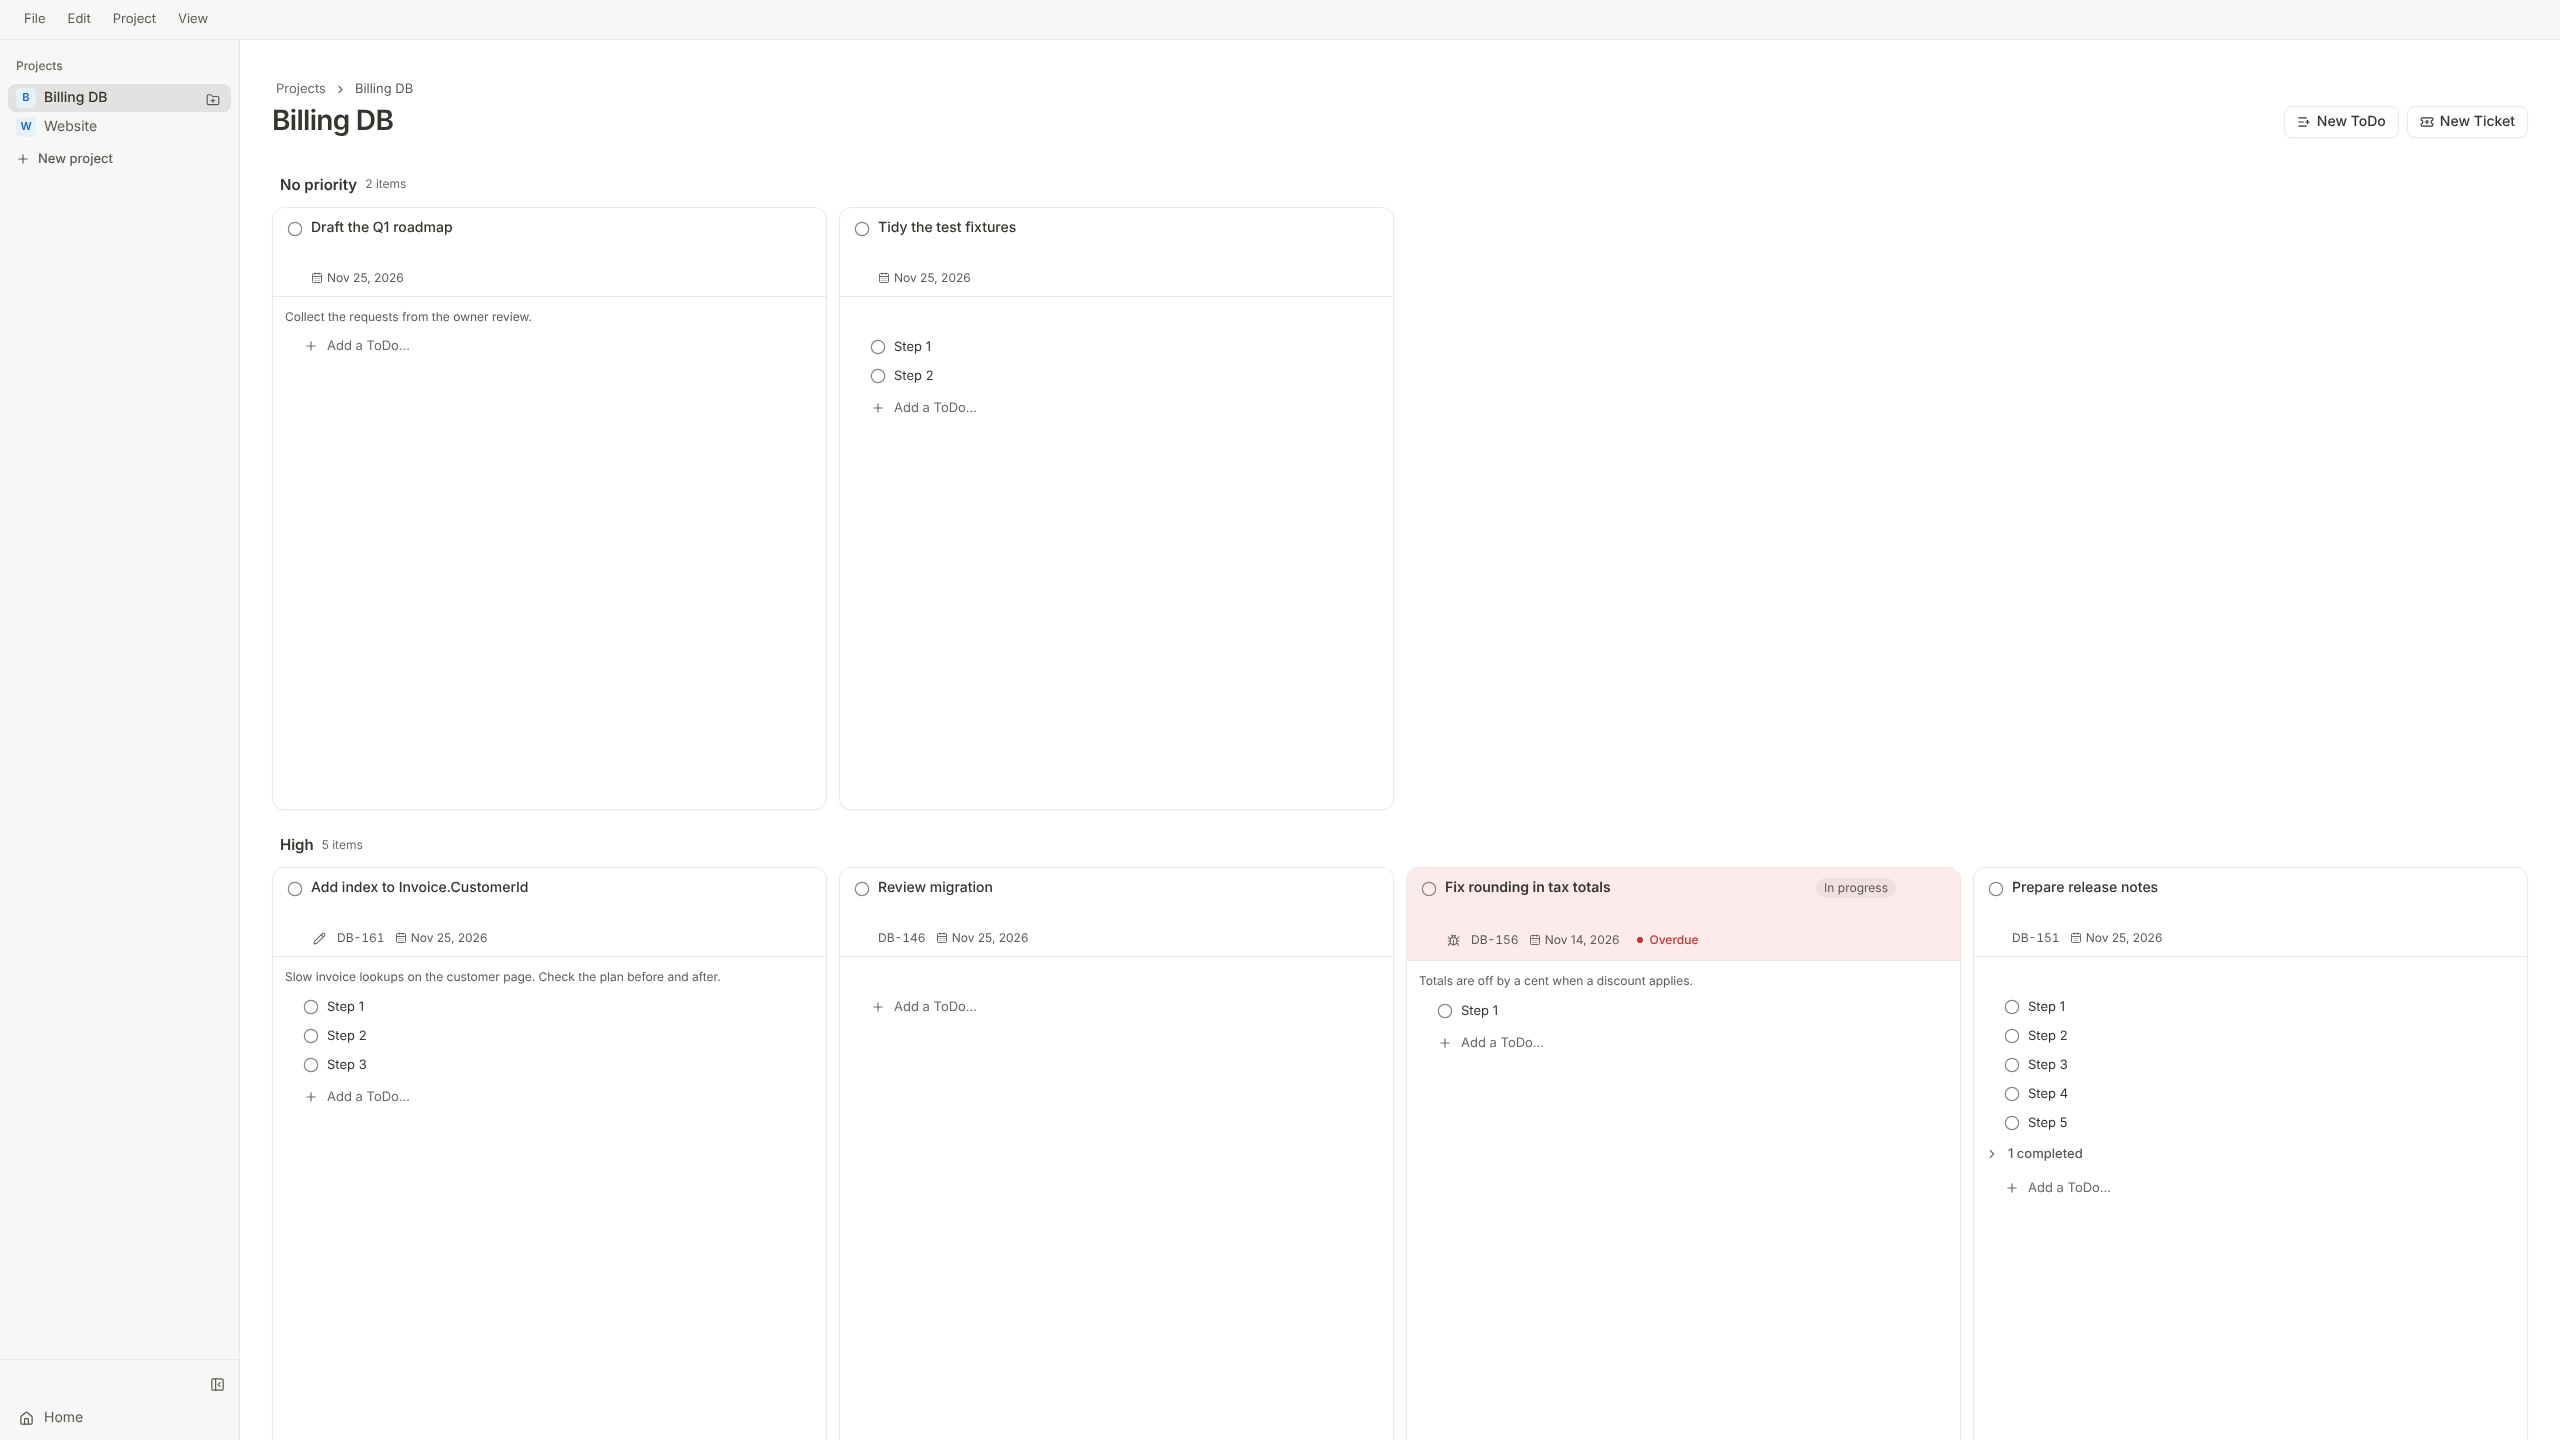 File Edit Project View
Projects
B Billing DB
W Website
New project
Home
Projects > Billing DB
Billing DB
New ToDo
New Ticket
No priority 2 items
Draft the Q1 roadmap
Nov 25, 2026
Collect the requests from the owner review.
Add a ToDo...
Tidy the test fixtures
Nov 25, 2026
Step 1
Step 2
Add a ToDo...
High 5 items
Add index to Invoice.CustomerId
DB-161 Nov 25, 2026
Slow invoice lookups on the customer page. Check the plan before and after.
Step 1
Step 2
Step 3
Add a ToDo...
Review migration
DB-146 Nov 25, 2026
Add a ToDo...
Fix rounding in tax totals In progress
DB-156 Nov 14, 2026 Overdue
Totals are off by a cent when a discount applies.
Step 1
Add a ToDo...
Prepare release notes
DB-151 Nov 25, 2026
Step 1
Step 2
Step 3
Step 4
Step 5
1 completed
Add a ToDo...